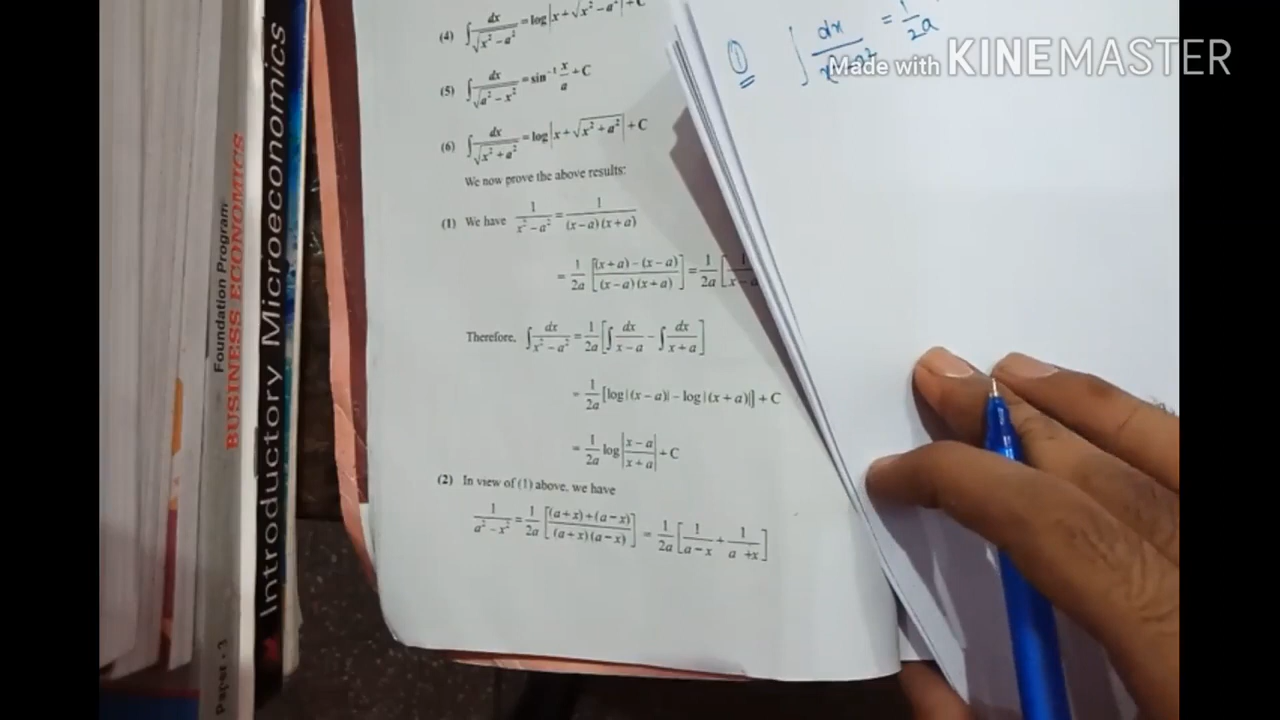 (4) ∫ dx/√(x² − a²) = log |x + √(x² − a²)| + C
(5) ∫ dx/√(a² − x²) = sin⁻¹ x/a + C
(6) ∫ dx/√(x² + a²) = log |x + √(x² + a²)| + C
We now prove the above results:
(1) We have 1/(x² − a²) = 1/((x − a)(x + a))
= 1/2a [((x + a) − (x − a))/((x − a)(x + a))] = 1/2a [1/(x − a
Therefore, ∫ dx/(x² − a²) = 1/2a [∫ dx/(x − a) − ∫ dx/(x + a)]
= 1/2a [log |(x − a)| − log |(x + a)|] + C
= 1/2a log |(x − a)/(x + a)| + C
(2) In view of (1) above, we have
1/(a² − x²) = 1/2a [((a + x) + (a − x))/((a + x)(a − x))] = 1/2a [1/(a − x) + 1/(a + x)]
① ∫ dx = 1/2a
Made with KINEMASTER
Foundation Program
BUSINESS ECONOMICS
Paper - 3
Introductory Microeconomics